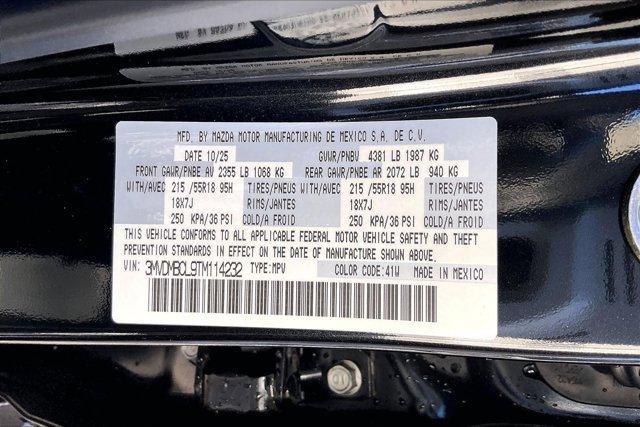 MFD. BY MAZDA MOTOR MANUFACTURING DE MEXICO S.A. DE C.V.
DATE 10/25 GVWR/PNBV 4381 LB 1987 KG
FRONT GAWR/PNBE AV 2355 LB 1068 KG REAR GAWR/PNBE AR 2072 LB 940 KG
WITH/AVEC 215 /55R18 95H TIRES/PNEUS WITH/AVEC 215 /55R18 95H TIRES/PNEUS
18X7J RIMS/JANTES 18X7J RIMS/JANTES
250 KPA/36 PSI COLD/A FROID 250 KPA/36 PSI COLD/A FROID
THIS VEHICLE CONFORMS TO ALL APPLICABLE FEDERAL MOTOR VEHICLE SAFETY AND THEFT
PREVENTION STANDARDS IN EFFECT ON THE DATE OF MANUFACTURE SHOWN ABOVE.
VIN: 3MVDMBCL9TM114232 TYPE:MPV COLOR CODE:41W MADE IN MEXICO